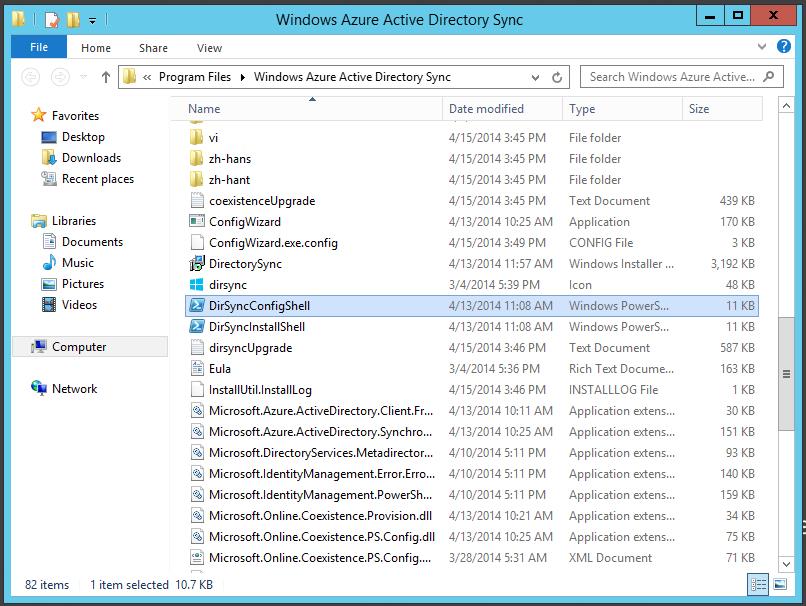 Windows Azure Active Directory Sync
File Home Share View
« Program Files Windows Azure Active Directory Sync Search Windows Azure Active...
Favorites
Desktop
Downloads
Recent places
Libraries
Documents
Music
Pictures
Videos
Computer
Network
Name Date modified Type Size
vi 4/15/2014 3:45 PM File folder
zh-hans 4/15/2014 3:45 PM File folder
zh-hant 4/15/2014 3:45 PM File folder
coexistenceUpgrade 4/15/2014 3:45 PM Text Document 439 KB
ConfigWizard 4/13/2014 10:25 AM Application 170 KB
ConfigWizard.exe.config 4/15/2014 3:49 PM CONFIG File 3 KB
DirectorySync 4/13/2014 11:57 AM Windows Installer ... 3,192 KB
dirsync 3/4/2014 5:39 PM Icon 48 KB
DirSyncConfigShell 4/13/2014 11:08 AM Windows PowerS... 11 KB
DirSyncInstallShell 4/13/2014 11:08 AM Windows PowerS... 11 KB
dirsyncUpgrade 4/15/2014 3:46 PM Text Document 587 KB
Eula 3/4/2014 5:36 PM Rich Text Docum... 163 KB
InstallUtil.InstallLog 4/15/2014 3:46 PM INSTALLLOG File 1 KB
Microsoft.Azure.ActiveDirectory.Client.Fr... 4/13/2014 10:11 AM Application extens... 30 KB
Microsoft.Azure.ActiveDirectory.Synchro... 4/13/2014 10:25 AM Application extens... 151 KB
Microsoft.DirectoryServices.Metadirector... 4/10/2014 5:11 PM Application extens... 93 KB
Microsoft.IdentityManagement.Error.Erro... 4/10/2014 5:11 PM Application extens... 140 KB
Microsoft.IdentityManagement.PowerSh... 4/10/2014 5:11 PM Application extens... 159 KB
Microsoft.Online.Coexistence.Provision.dll 4/13/2014 10:21 AM Application extens... 34 KB
Microsoft.Online.Coexistence.PS.Config.dll 4/13/2014 10:25 AM Application extens... 75 KB
Microsoft.Online.Coexistence.PS.Config.... 3/28/2014 5:31 AM XML Document 71 KB
82 items 1 item selected 10.7 KB